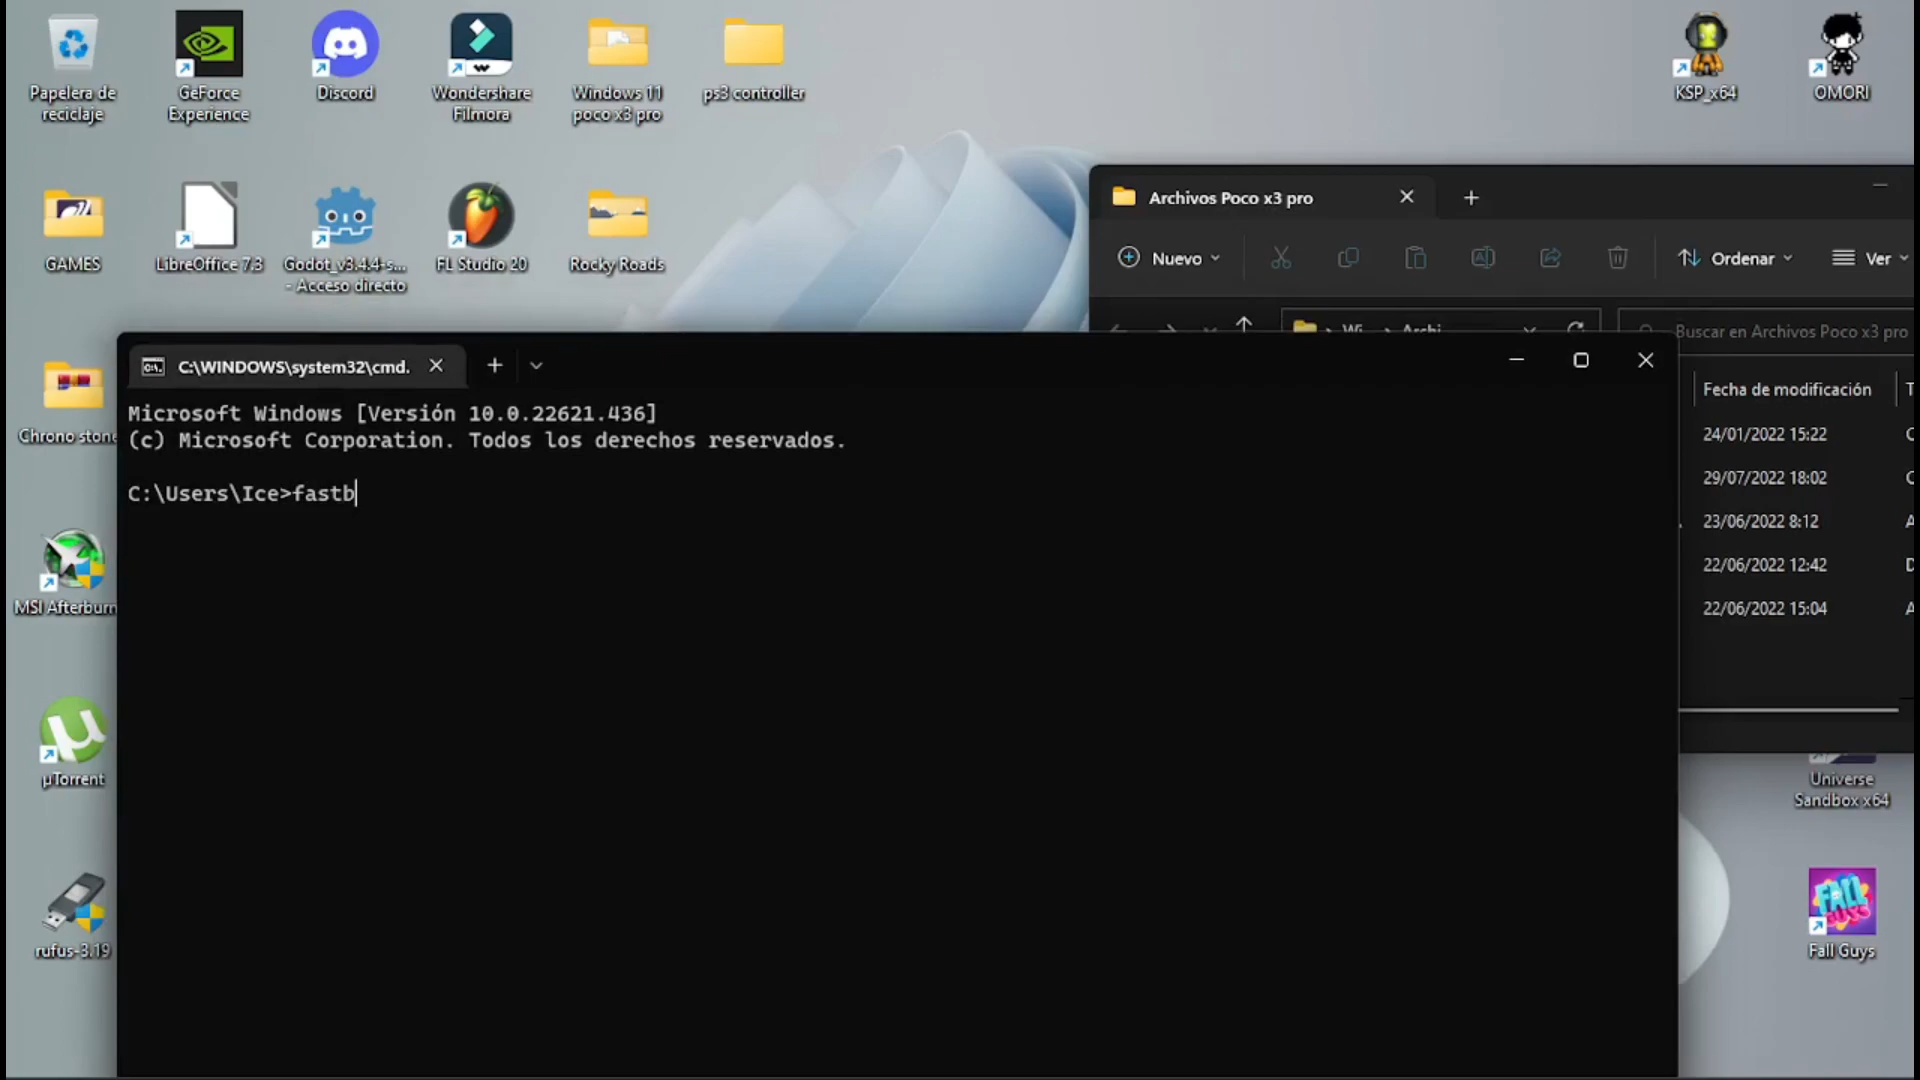 Papelera de
reciclaje
GeForce
Experience
Discord
Wondershare
Filmora
Windows 11
poco x3 pro
ps3 controller
KSP_x64
OMORI
GAMES
LibreOffice 7.3
Godot_v3.4.4-s...
- Acceso directo
FL Studio 20
Rocky Roads
Archivos Poco x3 pro
Nuevo
Ordenar
Ver
Buscar en Archivos Poco x3 pro
Fecha de modificación
24/01/2022 15:22
29/07/2022 18:02
23/06/2022 8:12
22/06/2022 12:42
22/06/2022 15:04
C:\WINDOWS\system32\cmd.
Microsoft Windows [Versión 10.0.22621.436]
(c) Microsoft Corporation. Todos los derechos reservados.
C:\Users\Ice>fastb
Chrono stone
MSI Afterburn
µTorrent
rufus-3.19
Universe
Sandbox x64
FALL
GUYS
Fall Guys